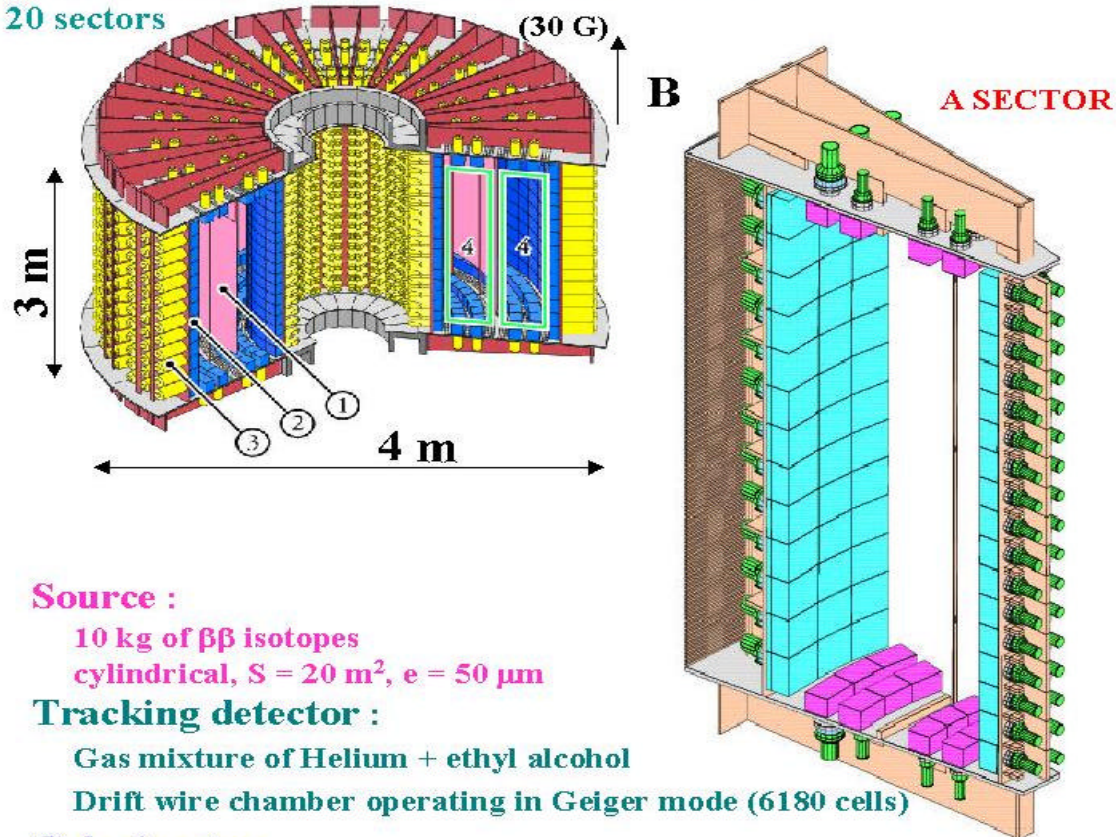 20 sectors
(30 G)
B
A SECTOR
3 m
4
4
1
2
3
4 m
Source :
10 kg of ββ isotopes
cylindrical, S = 20 m², e = 50 μm
Tracking detector :
Gas mixture of Helium + ethyl alcohol
Drift wire chamber operating in Geiger mode (6180 cells)